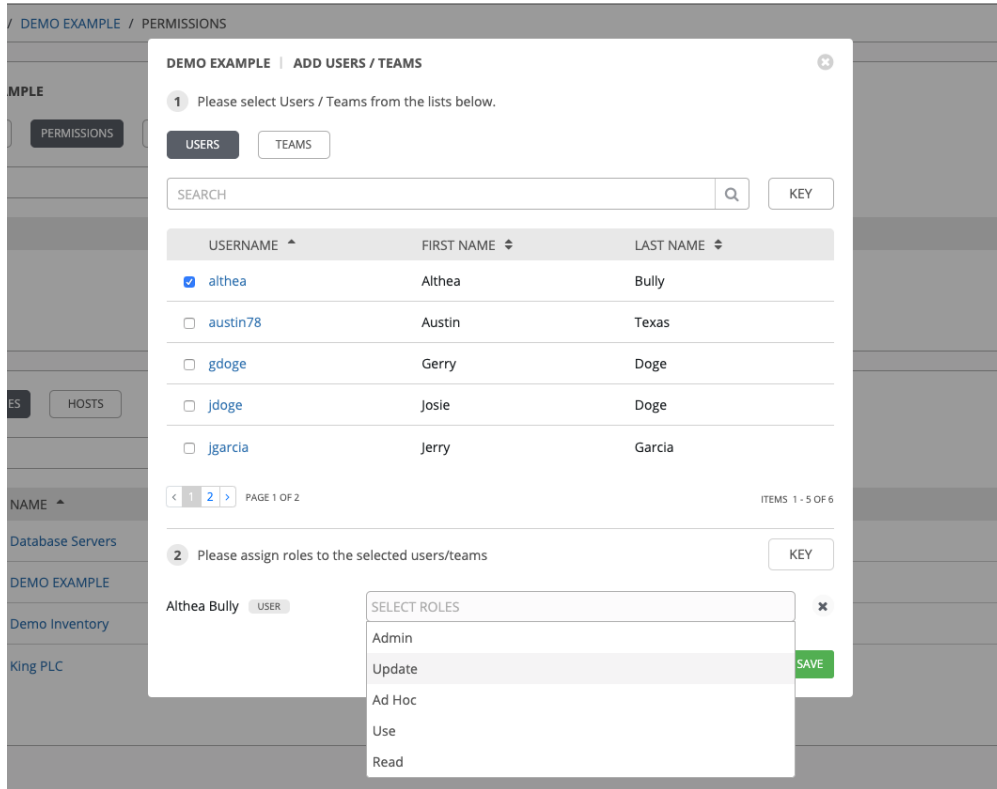 / DEMO EXAMPLE / PERMISSIONS
DEMO EXAMPLE | ADD USERS / TEAMS
1 Please select Users / Teams from the lists below.
PERMISSIONS
USERS TEAMS
SEARCH KEY
USERNAME FIRST NAME LAST NAME
althea Althea Bully
austin78 Austin Texas
gdoge Gerry Doge
jdoge Josie Doge
HOSTS
jgarcia Jerry Garcia
< 1 2 > PAGE 1 OF 2 ITEMS 1 - 5 OF 6
NAME
Database Servers
2 Please assign roles to the selected users/teams KEY
DEMO EXAMPLE
Althea Bully USER SELECT ROLES
Demo Inventory
Admin
King PLC
Update SAVE
Ad Hoc
Use
Read